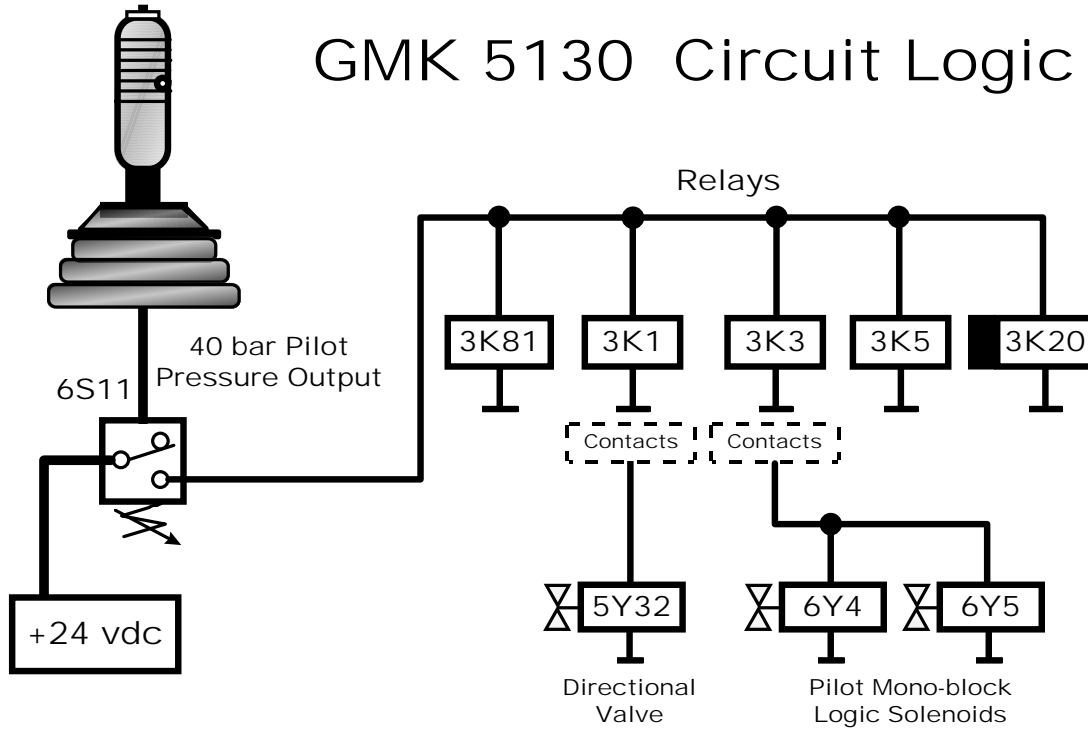 GMK 5130 Circuit Logic
Relays
3K81
3K1
3K3
3K5
3K20
40 bar Pilot
Pressure Output
6S11
Contacts
Contacts
+24 vdc
5Y32
6Y4
6Y5
Directional
Valve
Pilot Mono-block
Logic Solenoids